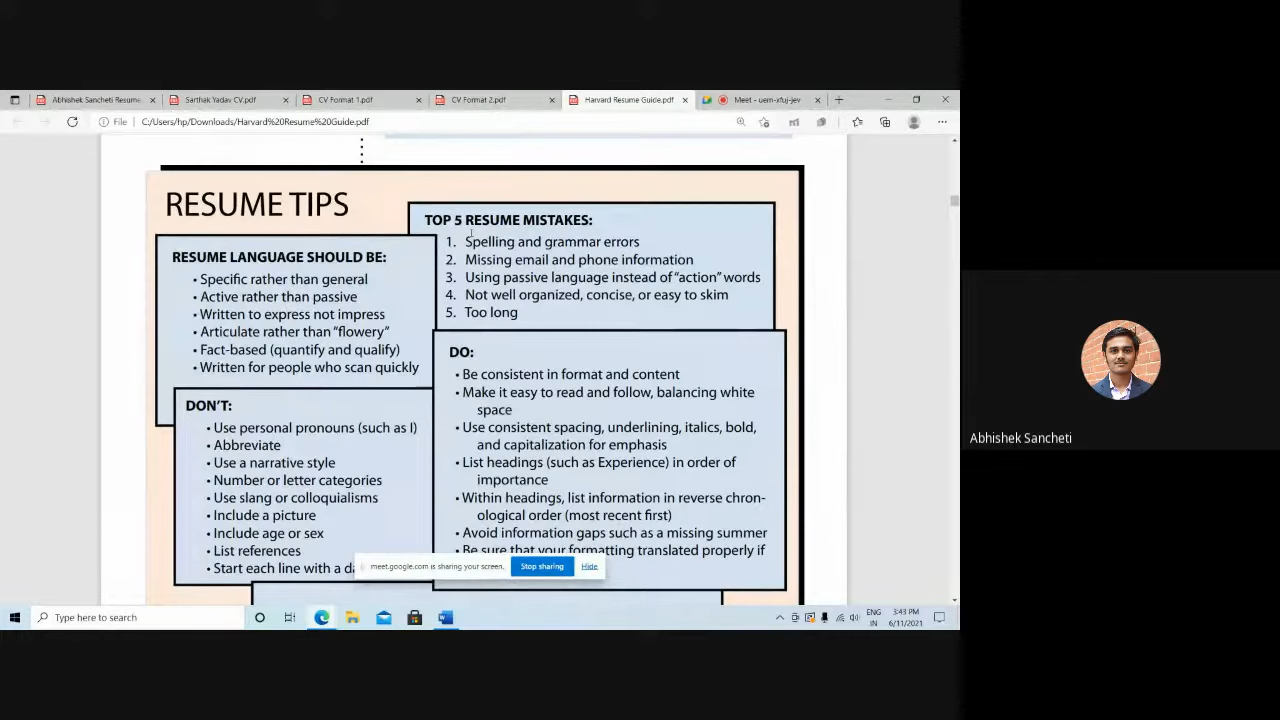 Abhishek Sancheti Resume
Sarthak Yadav CV.pdf
CV Format 1.pdf
CV Format 2.pdf
Harvard Resume Guide.pdf
Meet - uem-xfuj-jev
File
C:/Users/hp/Downloads/Harvard%20Resume%20Guide.pdf
RESUME TIPS
TOP 5 RESUME MISTAKES:
1. Spelling and grammar errors
2. Missing email and phone information
3. Using passive language instead of “action” words
4. Not well organized, concise, or easy to skim
5. Too long
RESUME LANGUAGE SHOULD BE:
• Specific rather than general
• Active rather than passive
• Written to express not impress
• Articulate rather than “flowery”
• Fact-based (quantify and qualify)
• Written for people who scan quickly
DON’T:
• Use personal pronouns (such as I)
• Abbreviate
• Use a narrative style
• Number or letter categories
• Use slang or colloquialisms
• Include a picture
• Include age or sex
• List references
• Start each line with a da
DO:
• Be consistent in format and content
• Make it easy to read and follow, balancing white
space
• Use consistent spacing, underlining, italics, bold,
and capitalization for emphasis
• List headings (such as Experience) in order of
importance
• Within headings, list information in reverse chron-
ological order (most recent first)
• Avoid information gaps such as a missing summer
• Be sure that your formatting translated properly if
meet.google.com is sharing your screen.
Stop sharing
Hide
Abhishek Sancheti
Type here to search
ENG
IN
3:43 PM
6/11/2021